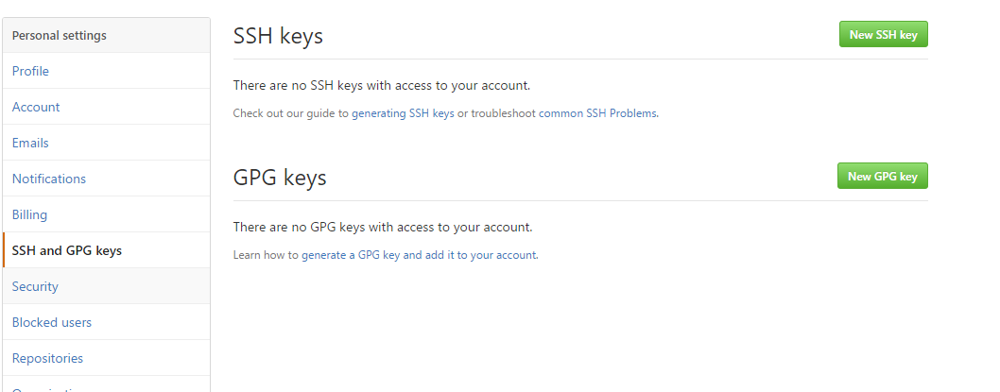 Personal settings
Profile
Account
Emails
Notifications
Billing
SSH and GPG keys
Security
Blocked users
Repositories
SSH keys
New SSH key
There are no SSH keys with access to your account.
Check out our guide to generating SSH keys or troubleshoot common SSH Problems.
GPG keys
New GPG key
There are no GPG keys with access to your account.
Learn how to generate a GPG key and add it to your account.